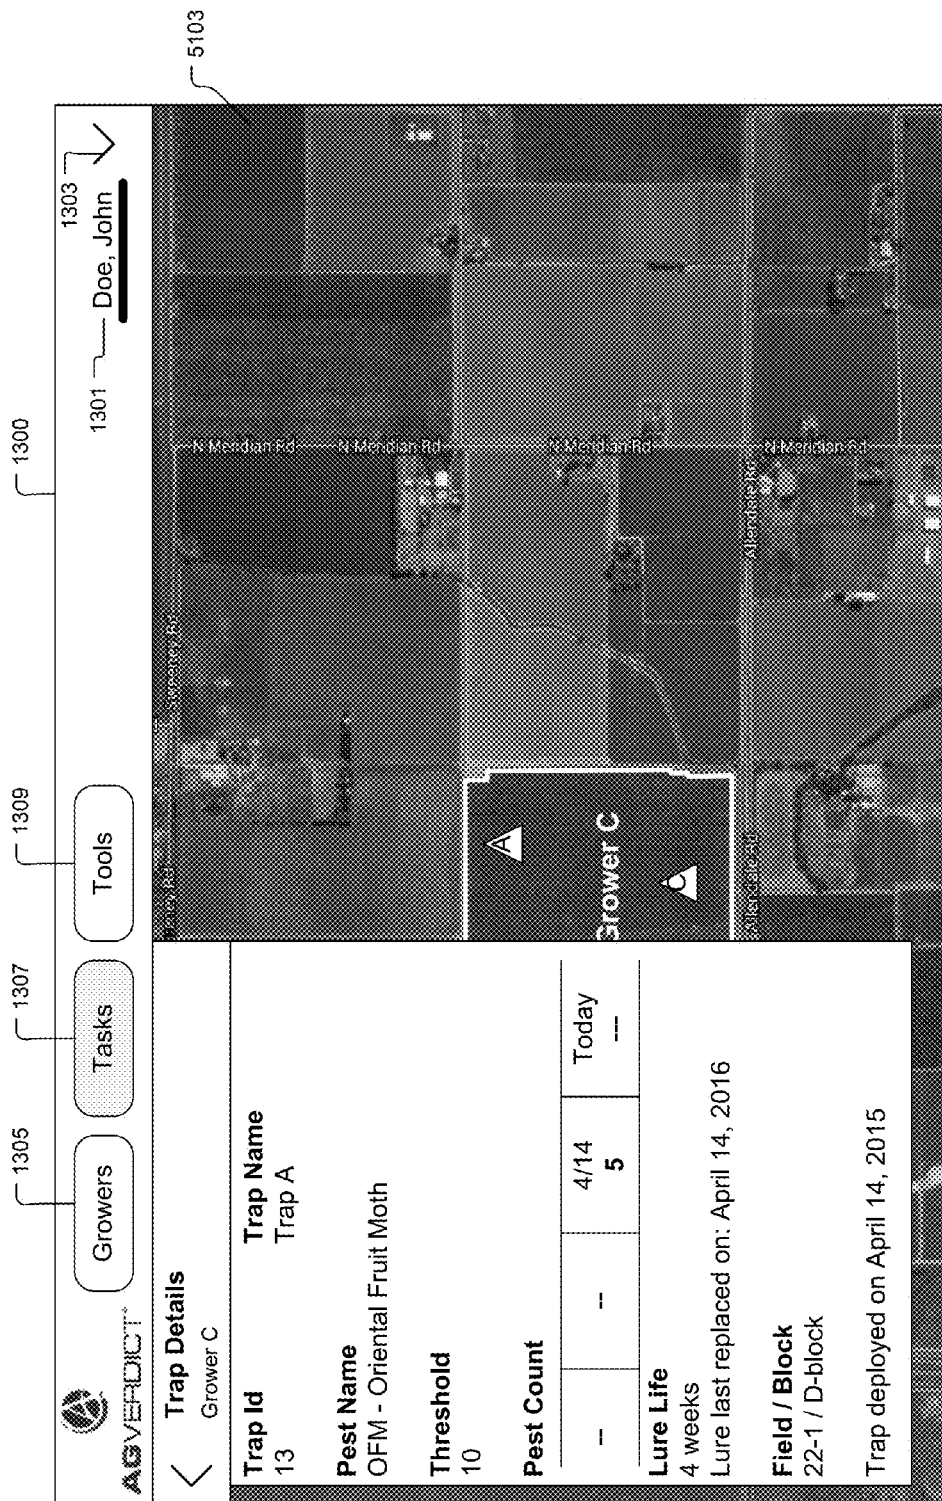 1300
5103
1305
1307
1309
1301
1303
AGVERDICT
Growers
Tasks
Tools
Doe, John
Trap Details
Grower C
Trap Id
Trap Name
13
Trap A
Pest Name
OFM - Oriental Fruit Moth
Threshold
10
Pest Count
-- -- 4/14 Today
5 ---
Lure Life
4 weeks
Lure last replaced on: April 14, 2016
Field / Block
22-1 / D-block
Trap deployed on April 14, 2015
Sweeney Rd
N Meridian Rd
N Meridian Rd
A
Grower C
C
N Meridian Rd
Allendale Rd
Allendale Rd
N Meridian Rd